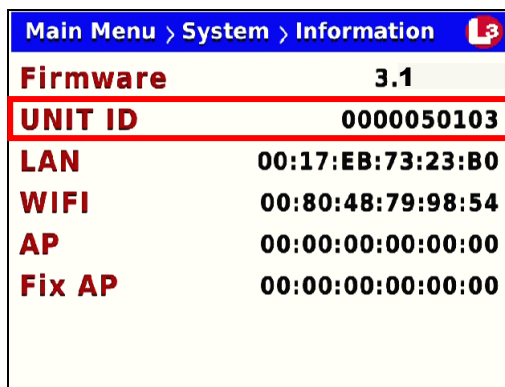 Main Menu > System > Information L3
Firmware 3.1
UNIT ID 0000050103
LAN 00:17:EB:73:23:B0
WIFI 00:80:48:79:98:54
AP 00:00:00:00:00:00
Fix AP 00:00:00:00:00:00